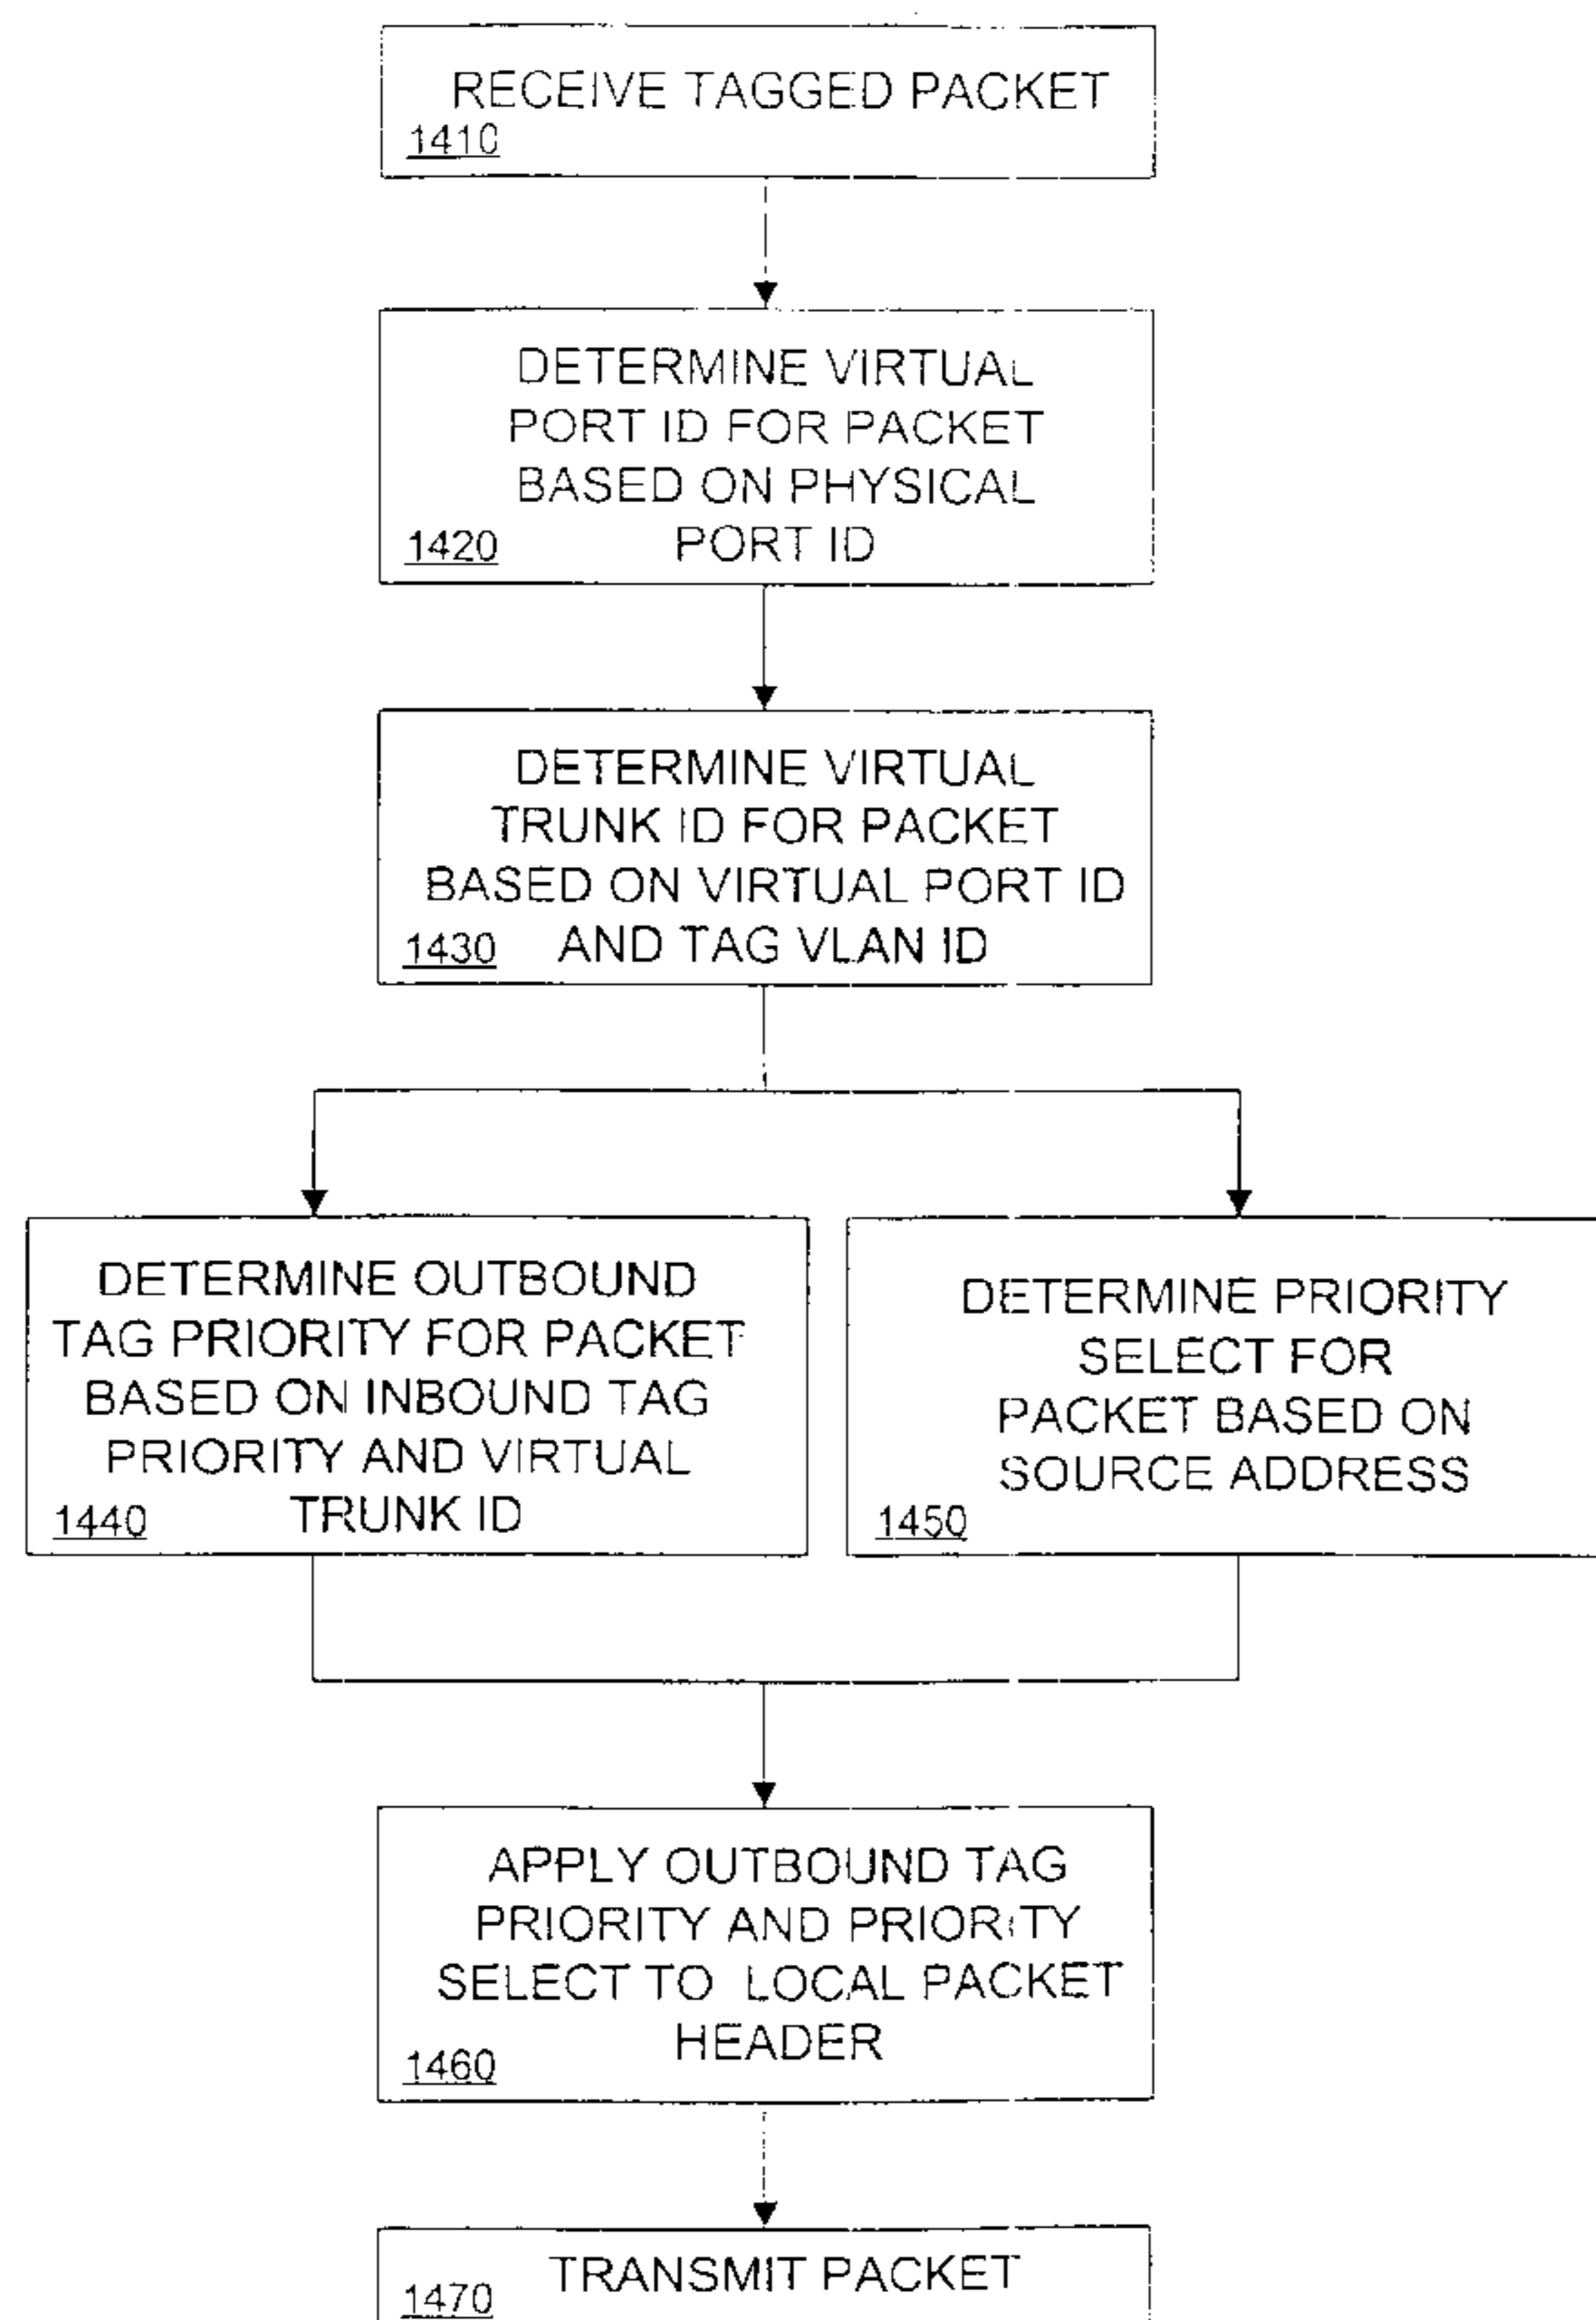 RECEIVE TAGGED PACKET
1410
DETERMINE VIRTUAL
PORT ID FOR PACKET
BASED ON PHYSICAL
PORT ID
1420
DETERMINE VIRTUAL
TRUNK ID FOR PACKET
BASED ON VIRTUAL PORT ID
AND TAG VLAN ID
1430
DETERMINE OUTBOUND
TAG PRIORITY FOR PACKET
BASED ON INBOUND TAG
PRIORITY AND VIRTUAL
TRUNK ID
1440
DETERMINE PRIORITY
SELECT FOR
PACKET BASED ON
SOURCE ADDRESS
1450
APPLY OUTBOUND TAG
PRIORITY AND PRIORITY
SELECT TO LOCAL PACKET
HEADER
1460
TRANSMIT PACKET
1470